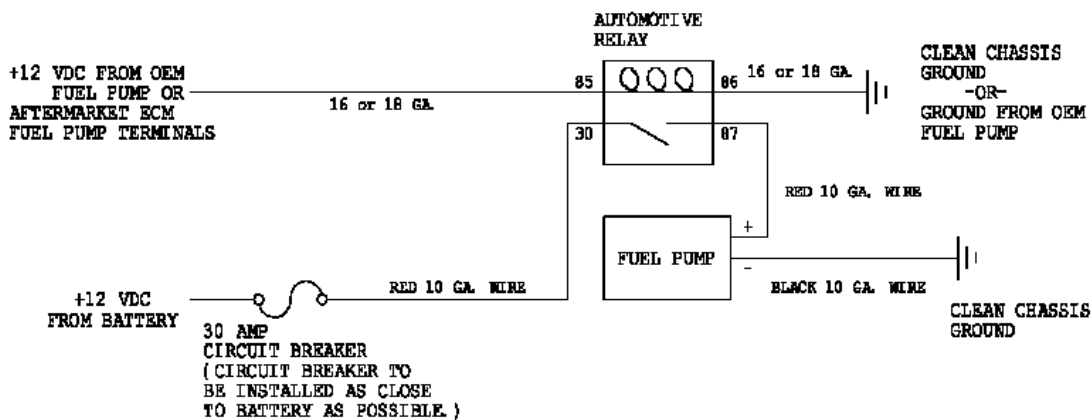 AUTOMOTIVE
RELAY
+12 VDC FROM OEM
FUEL PUMP OR
AFTERMARKET ECM
FUEL PUMP TERMINALS
16 or 18 GA.
85
86
30
87
16 or 18 GA.
CLEAN CHASSIS
GROUND
-OR-
GROUND FROM OEM
FUEL PUMP
RED 10 GA. WIRE
FUEL PUMP
+
-
BLACK 10 GA. WIRE
CLEAN CHASSIS
GROUND
+12 VDC
FROM BATTERY
RED 10 GA. WIRE
30 AMP
CIRCUIT BREAKER
(CIRCUIT BREAKER TO
BE INSTALLED AS CLOSE
TO BATTERY AS POSSIBLE.)